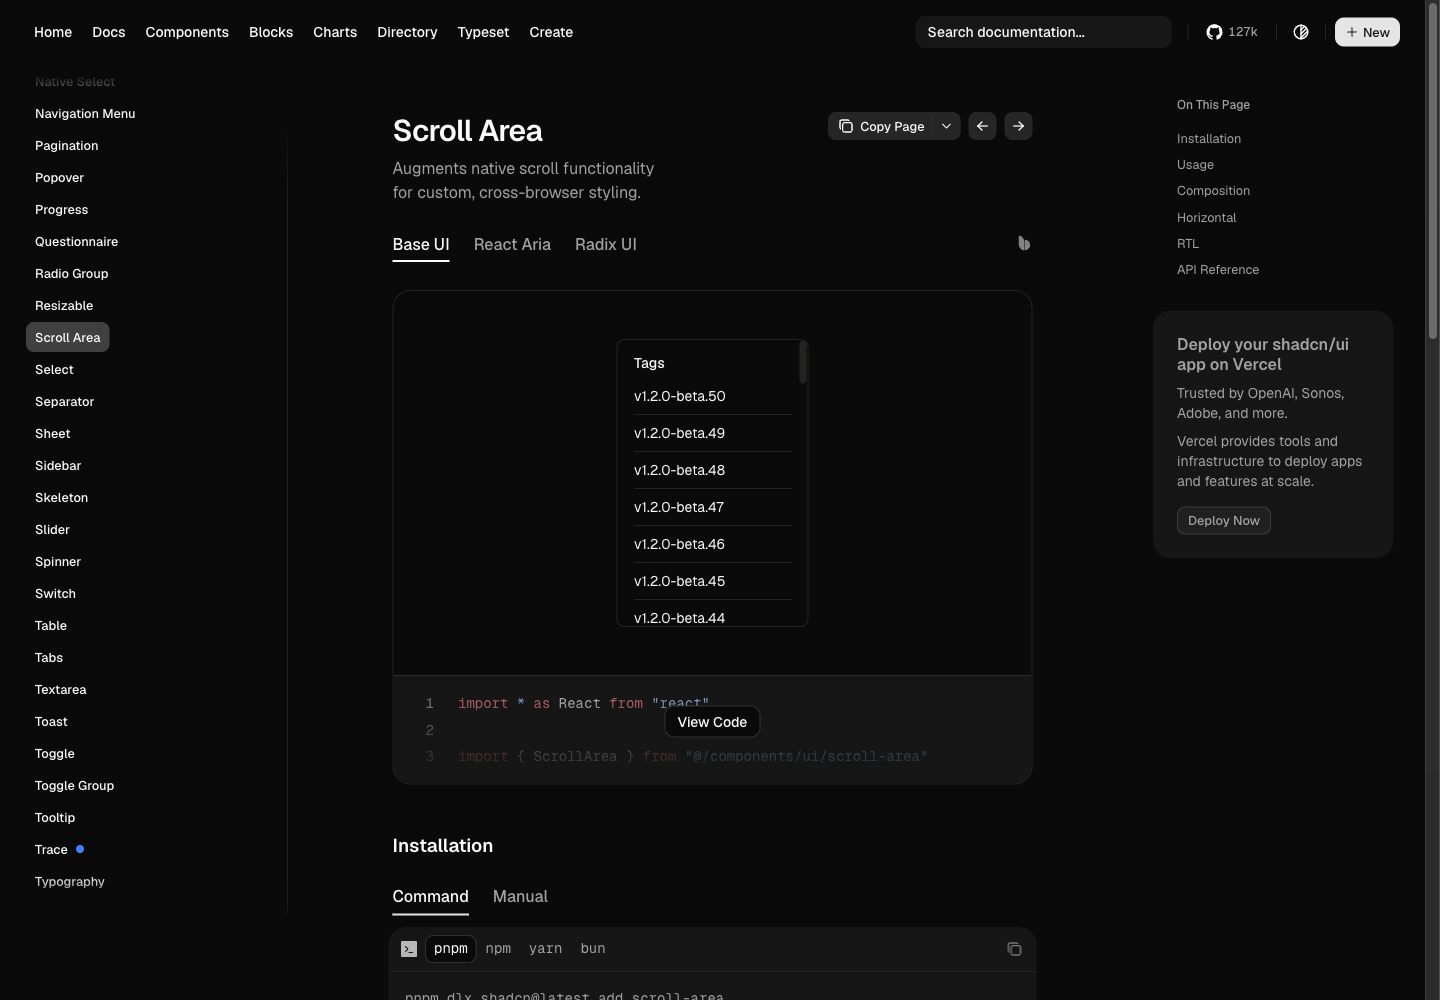 Home Docs Components Blocks Charts Directory Typeset Create
Search documentation...
127k
New
Native Select
Navigation Menu
Pagination
Popover
Progress
Questionnaire
Radio Group
Resizable
Scroll Area
Select
Separator
Sheet
Sidebar
Skeleton
Slider
Spinner
Switch
Table
Tabs
Textarea
Toast
Toggle
Toggle Group
Tooltip
Trace
Typography
Scroll Area
Copy Page
Augments native scroll functionality
for custom, cross-browser styling.
Base UI React Aria Radix UI
Tags
v1.2.0-beta.50
v1.2.0-beta.49
v1.2.0-beta.48
v1.2.0-beta.47
v1.2.0-beta.46
v1.2.0-beta.45
v1.2.0-beta.44
1 import * as React from "react"
View Code
2
3 import { ScrollArea } from "@/components/ui/scroll-area"
Installation
Command Manual
pnpm npm yarn bun
pnpm dlx shadcn@latest add scroll-area
On This Page
Installation
Usage
Composition
Horizontal
RTL
API Reference
Deploy your shadcn/ui
app on Vercel
Trusted by OpenAI, Sonos,
Adobe, and more.
Vercel provides tools and
infrastructure to deploy apps
and features at scale.
Deploy Now